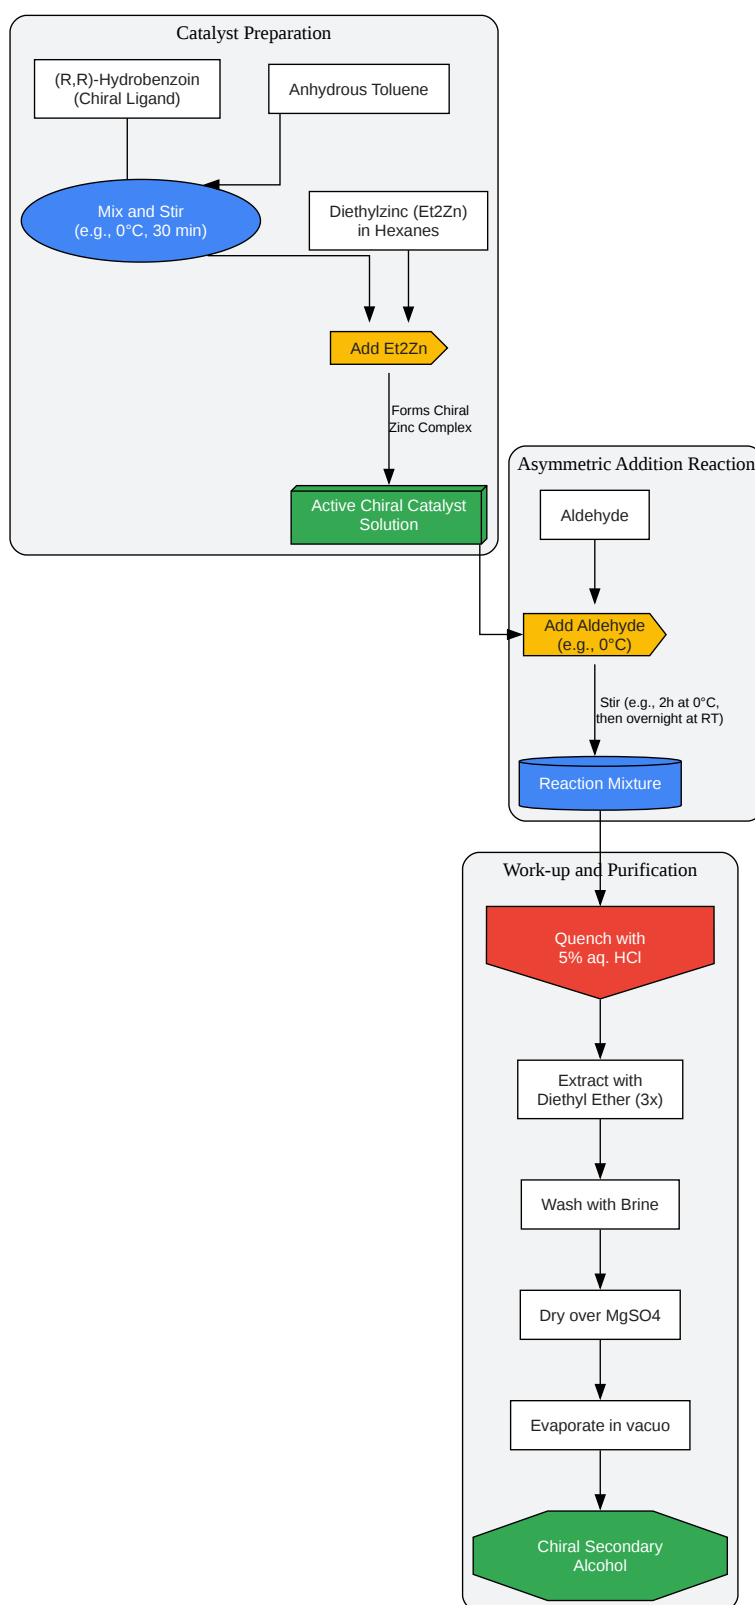 Catalyst Preparation
(R,R)-Hydrobenzoin
(Chiral Ligand)
Anhydrous Toluene
Mix and Stir
(e.g., 0°C, 30 min)
Diethylzinc (Et2Zn)
in Hexanes
Add Et2Zn
Forms Chiral
Zinc Complex
Active Chiral Catalyst
Solution
Asymmetric Addition Reaction
Aldehyde
Add Aldehyde
(e.g., 0°C)
Stir (e.g., 2h at 0°C,
then overnight at RT)
Reaction Mixture
Work-up and Purification
Quench with
5% aq. HCl
Extract with
Diethyl Ether (3x)
Wash with Brine
Dry over MgSO4
Evaporate in vacuo
Chiral Secondary
Alcohol